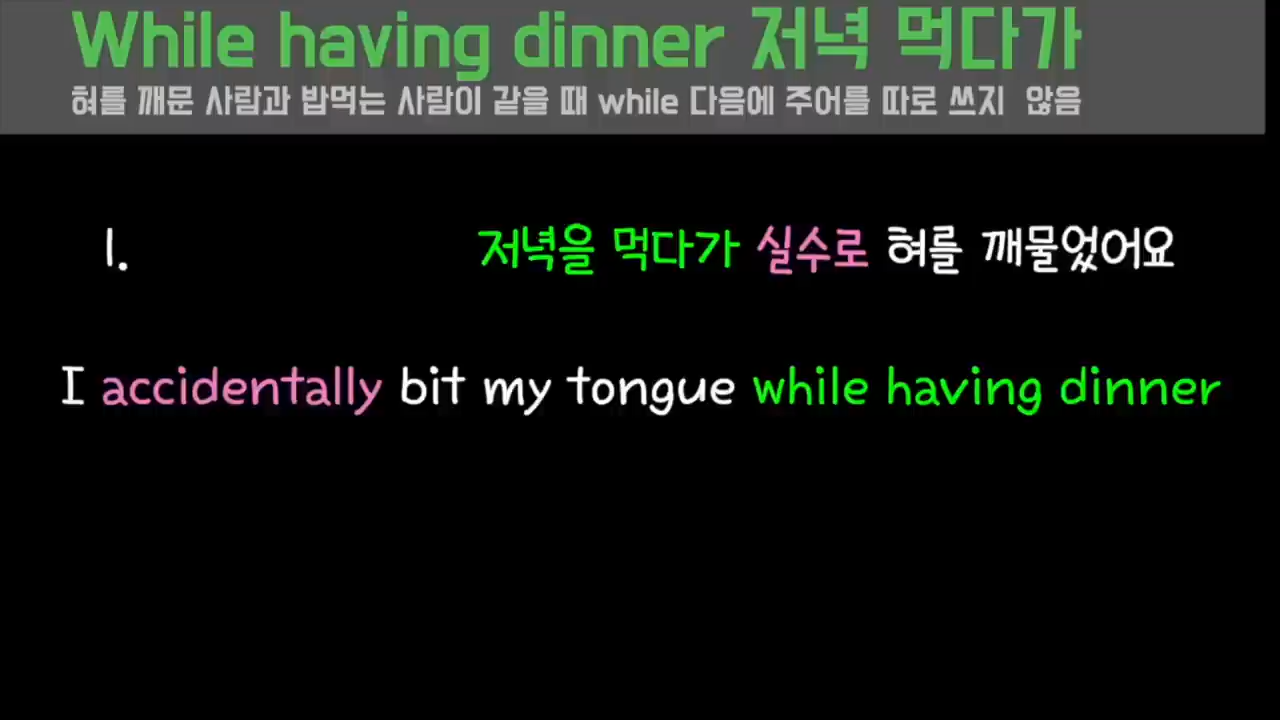 While having dinner 저녁 먹다가
혀를 깨문 사람과 밥먹는 사람이 같을 때 while 다음에 주어를 따로 쓰지 않음
1. 저녁을 먹다가 실수로 혀를 깨물었어요
I accidentally bit my tongue while having dinner